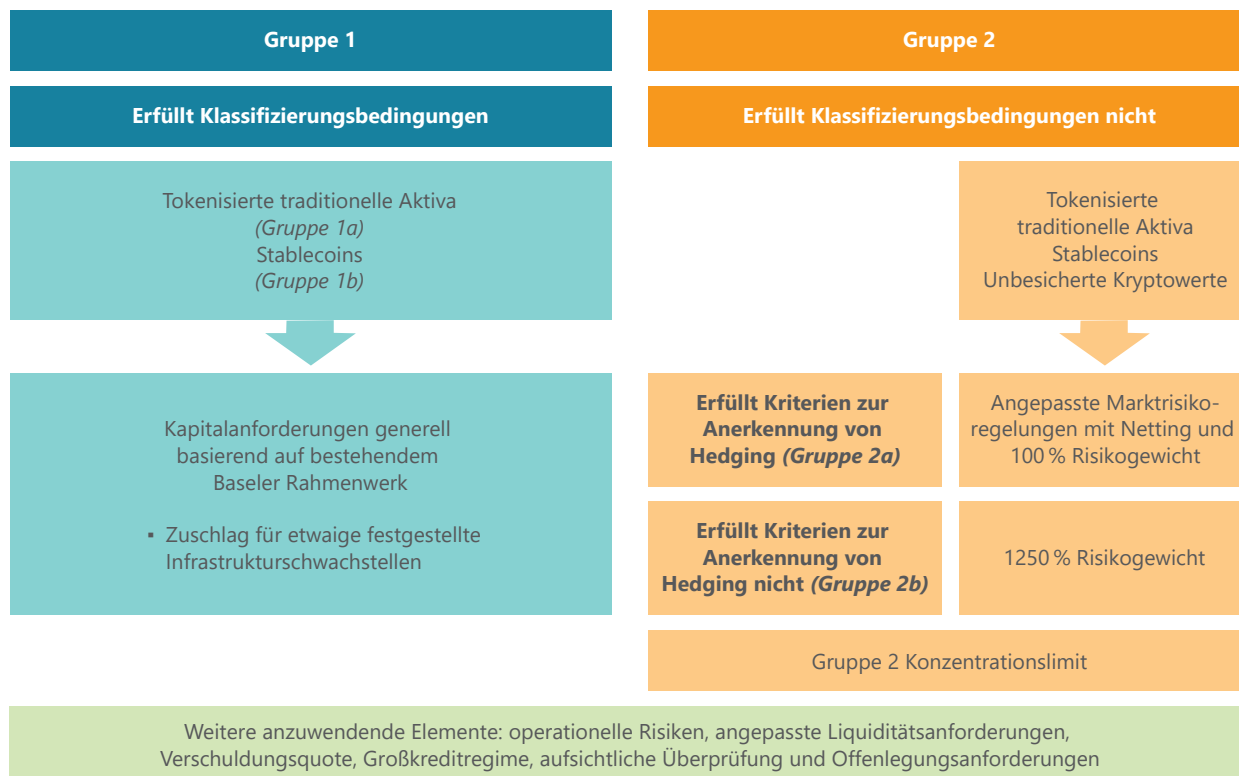 Gruppe 1
Erfüllt Klassifizierungsbedingungen
Tokenisierte traditionelle Aktiva
(Gruppe 1a)
Stablecoins
(Gruppe 1b)
Kapitalanforderungen generell
basierend auf bestehendem
Baseler Rahmenwerk
▪ Zuschlag für etwaige festgestellte
Infrastrukturschwachstellen
Gruppe 2
Erfüllt Klassifizierungsbedingungen nicht
Tokenisierte
traditionelle Aktiva
Stablecoins
Unbesicherte Kryptowerte
Erfüllt Kriterien zur
Anerkennung von
Hedging (Gruppe 2a)
Angepasste Marktrisiko-
regelungen mit Netting und
100 % Risikogewicht
Erfüllt Kriterien zur
Anerkennung von
Hedging nicht (Gruppe 2b)
1250 % Risikogewicht
Gruppe 2 Konzentrationslimit
Weitere anzuwendende Elemente: operationelle Risiken, angepasste Liquiditätsanforderungen,
Verschuldungsquote, Großkreditregime, aufsichtliche Überprüfung und Offenlegungsanforderungen